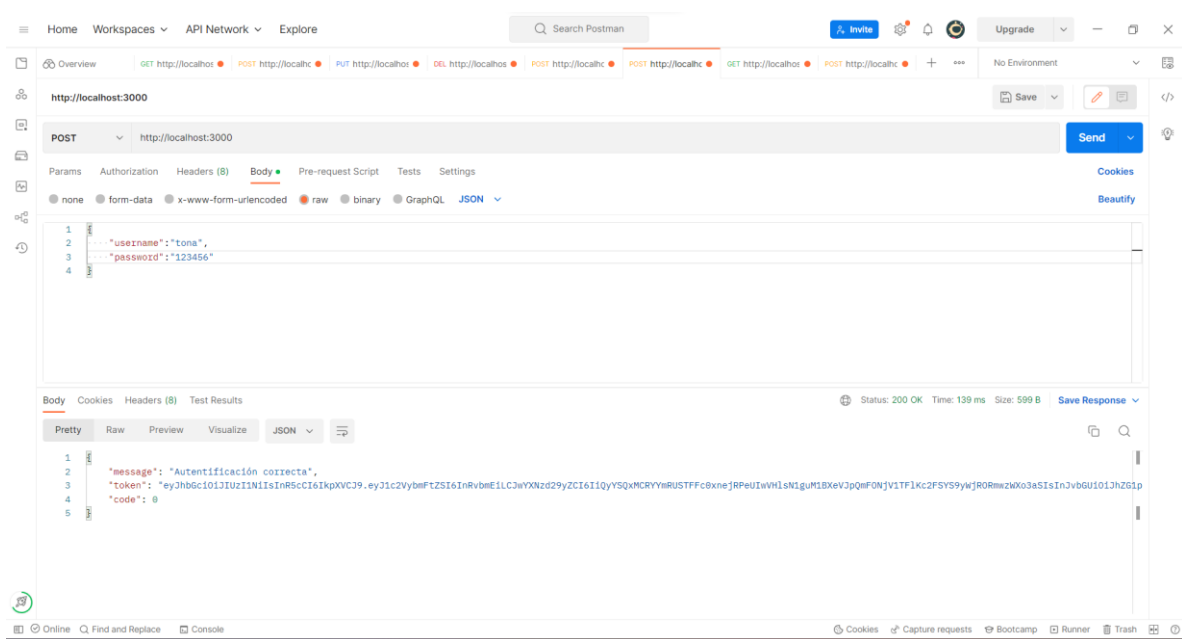 Home Workspaces API Network Explore Search Postman Invite Upgrade
Overview GET http://localhos POST http://localhc PUT http://localhos DEL http://localhos POST http://localhc POST http://localhc GET http://localhos POST http://localhc + No Environment
http://localhost:3000 Save
POST http://localhost:3000 Send
Params Authorization Headers (8) Body Pre-request Script Tests Settings Cookies
none form-data x-www-form-urlencoded raw binary GraphQL JSON Beautify
1 {
2 "username":"tona",
3 "password":"123456"
4 }
Body Cookies Headers (8) Test Results Status: 200 OK Time: 139 ms Size: 599 B Save Response
Pretty Raw Preview Visualize JSON
1 {
2 "message": "Autentificación correcta",
3 "token":
4 "code": 0
5 }
Online Find and Replace Console Cookies Capture requests Bootcamp Runner Trash